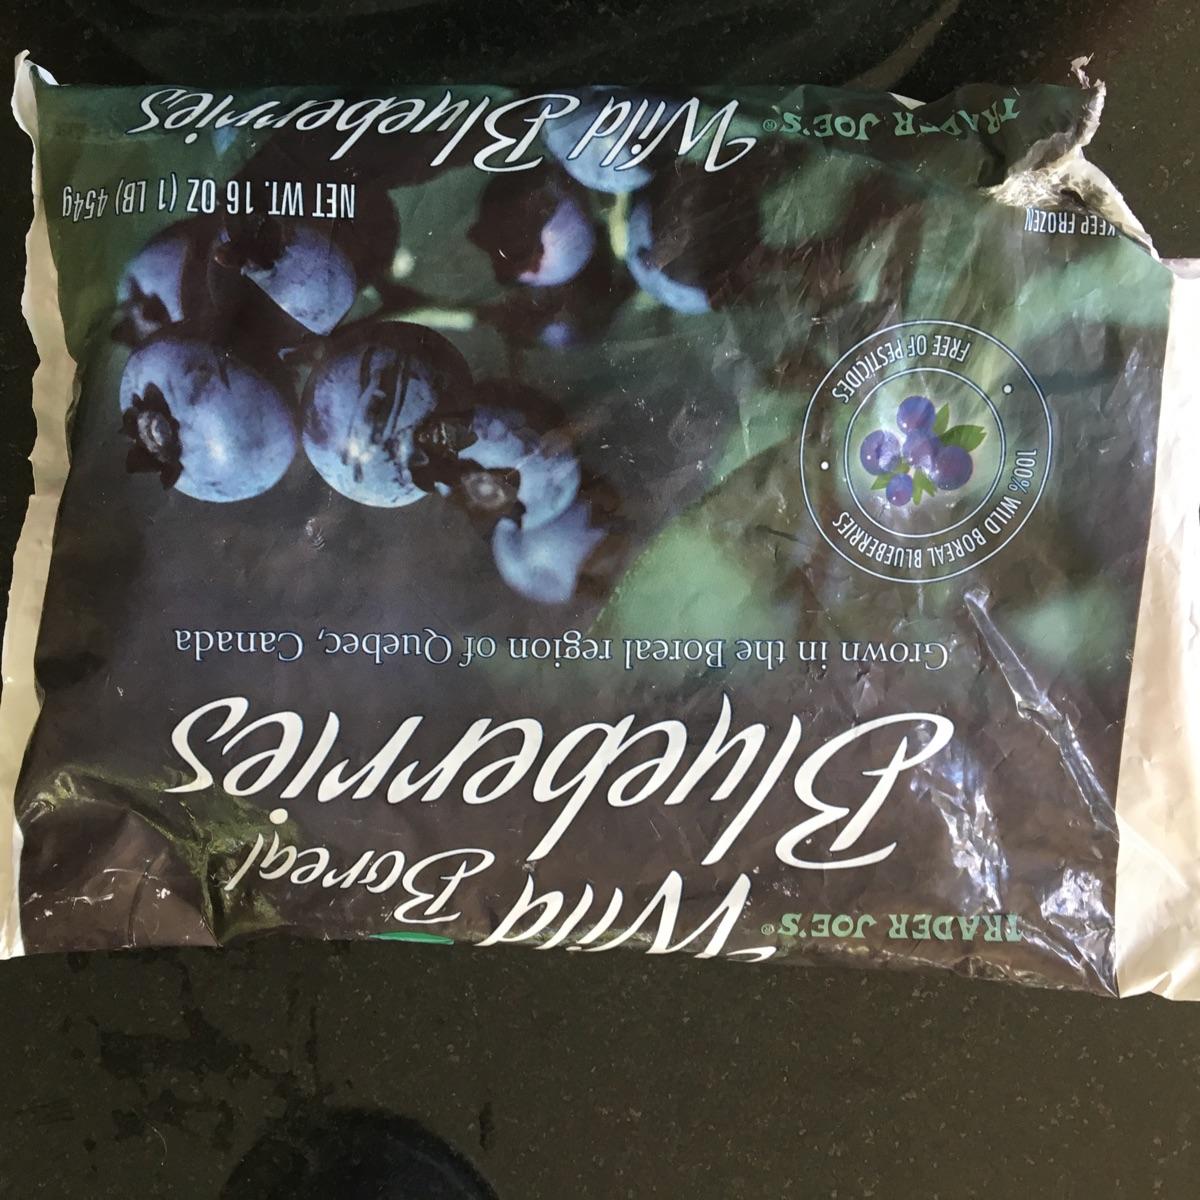 TRADER JOE'S®
Wild
Boreal
Blueberries
Grown in the Boreal region of Quebec, Canada
100% WILD BOREAL BLUEBERRIES
FREE OF PESTICIDES
KEEP FROZEN
NET WT. 16 OZ (1 LB) 454g
TRADER JOE'S® Wild Blueberries